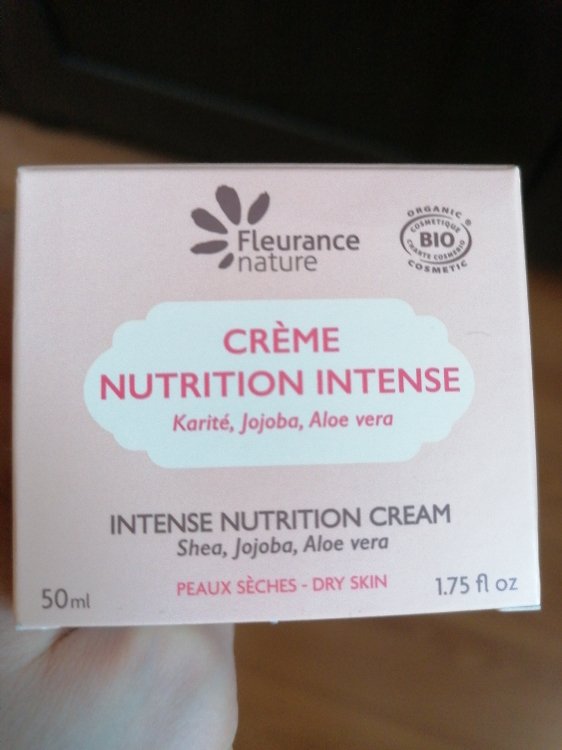 Fleurance
nature
ORGANIC
COSMETIQUE
BIO
CHARTE COSMEBIO
COSMETIC
CRÈME
NUTRITION INTENSE
Karité, Jojoba, Aloe vera
INTENSE NUTRITION CREAM
Shea, Jojoba, Aloe vera
PEAUX SÈCHES - DRY SKIN
50ml
1.75 fl oz